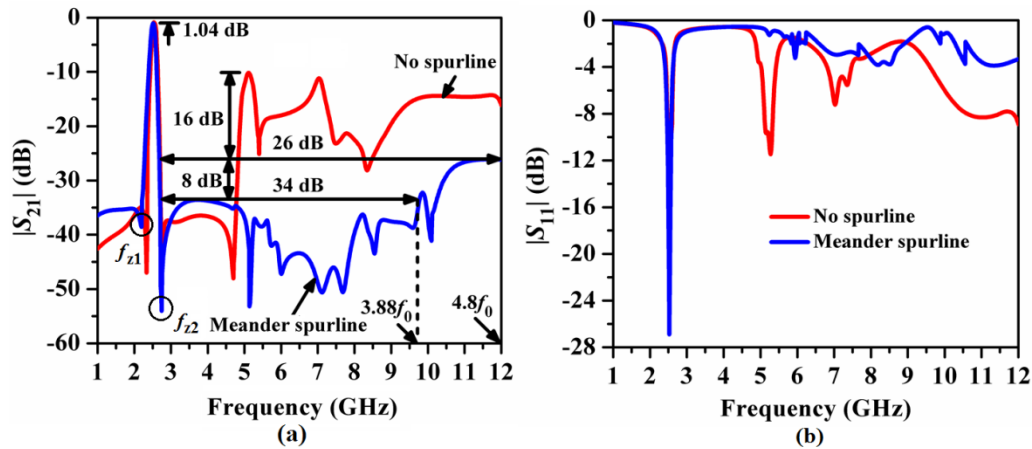 0
-10
-20
-30
-40
-50
-60
|S21| (dB)
1.04 dB
No spurline
16 dB
26 dB
8 dB
34 dB
fz1
fz2
Meander spurline
3.88f0
4.8f0
1 2 3 4 5 6 7 8 9 10 11 12
Frequency (GHz)
(a)
0
-4
-8
-12
-16
-20
-24
-28
|S11| (dB)
No spurline
Meander spurline
1 2 3 4 5 6 7 8 9 10 11 12
Frequency (GHz)
(b)